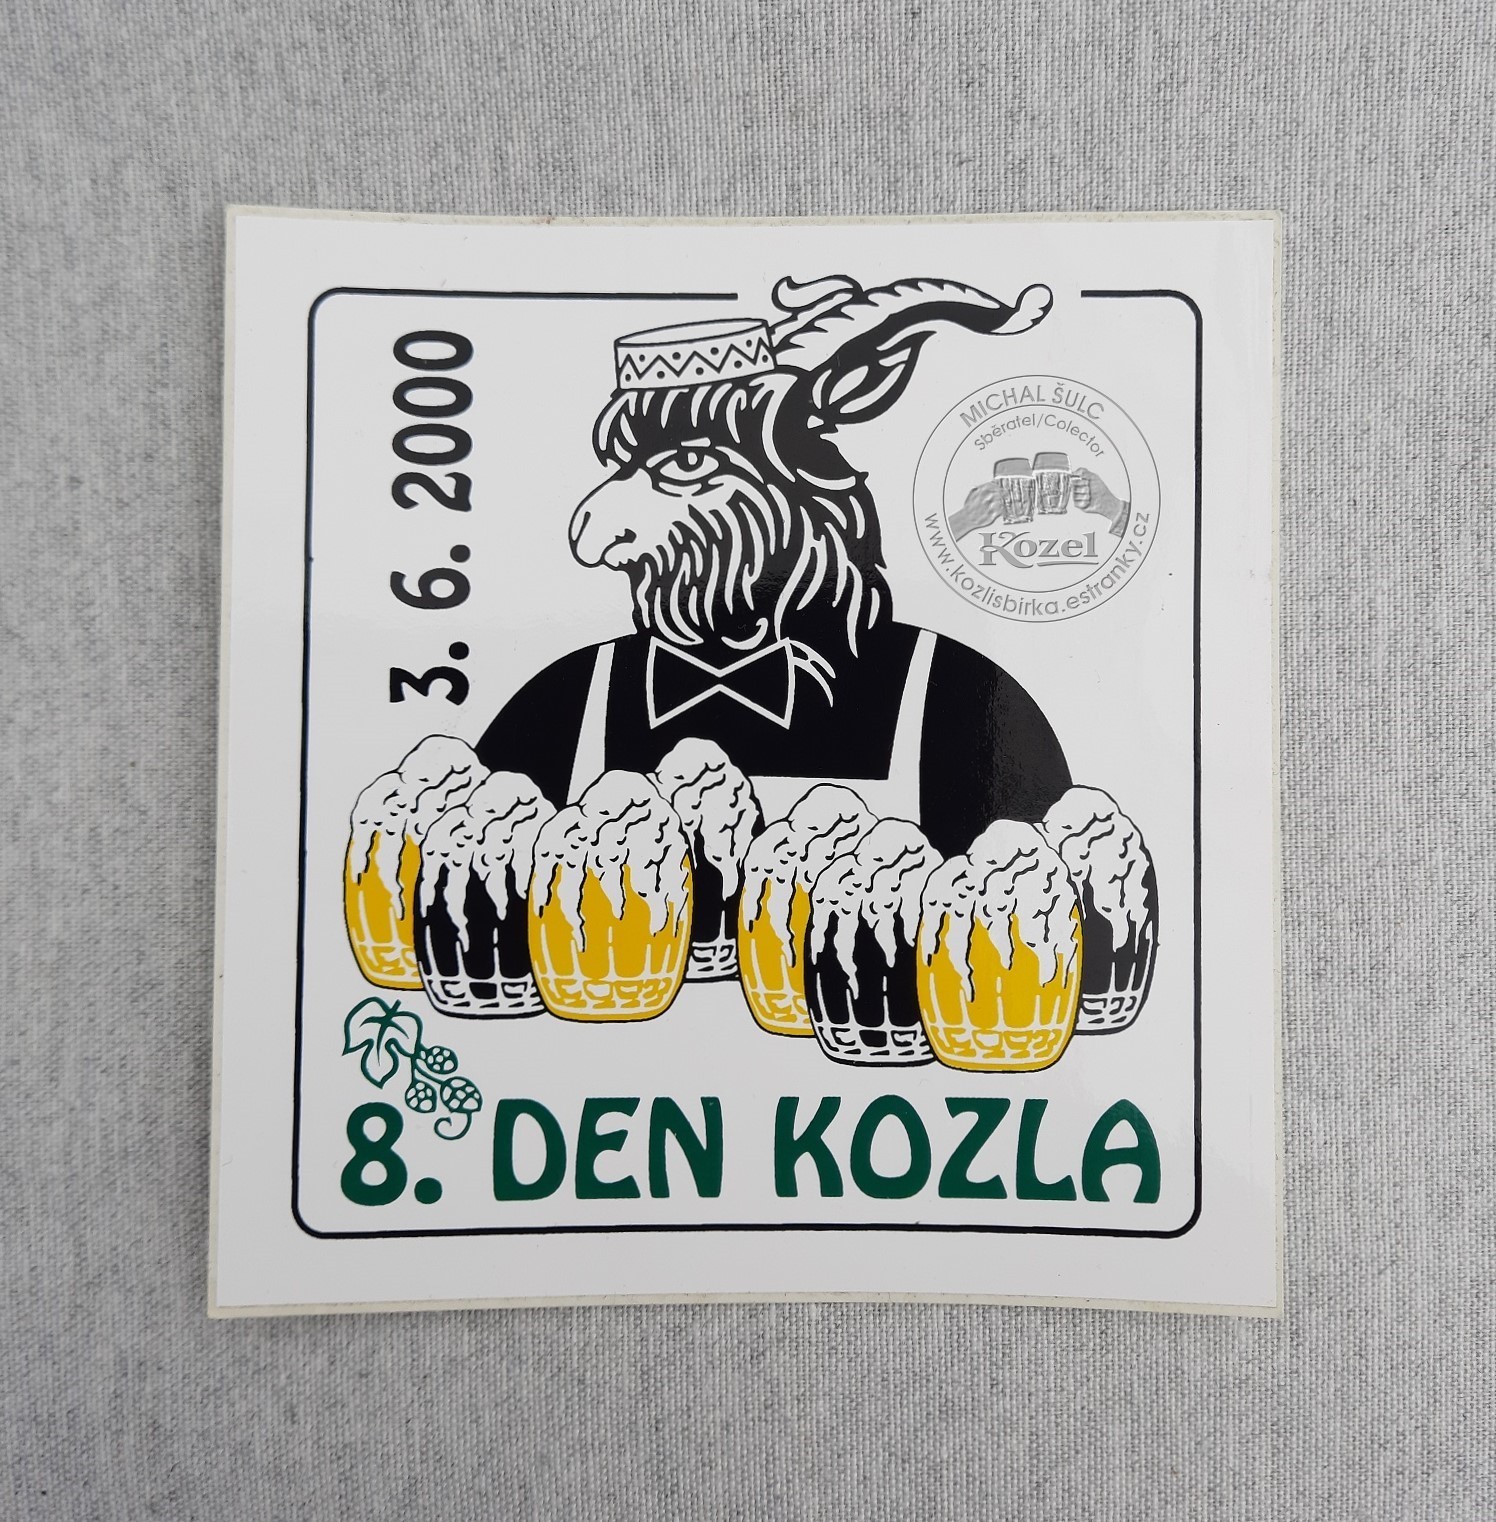 3. 6. 2000
MICHAL ŠULC
Sběratel/Colector
Kozel
www.kozlisbirka.estranky.cz
8. DEN KOZLA